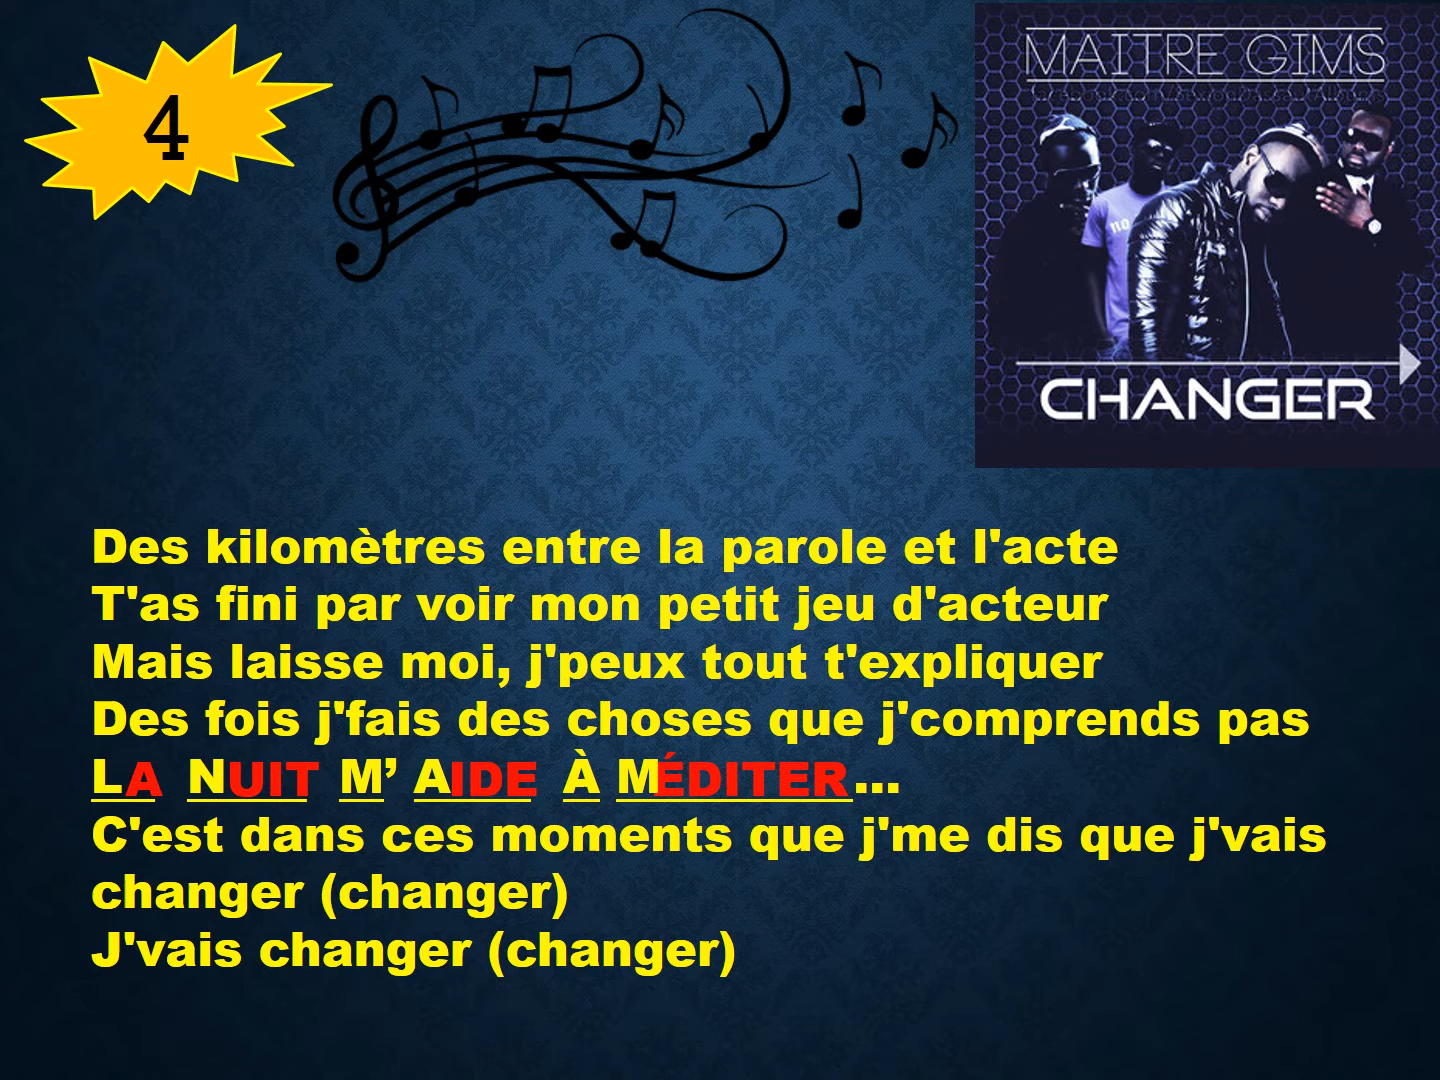 4
MAITRE GIMS
no
CHANGER
Des kilomètres entre la parole et l'acte
T'as fini par voir mon petit jeu d'acteur
Mais laisse moi, j'peux tout t'expliquer
Des fois j'fais des choses que j'comprends pas
LA NUIT M’ AIDE À MÉDITER...
C'est dans ces moments que j'me dis que j'vais
changer (changer)
J'vais changer (changer)